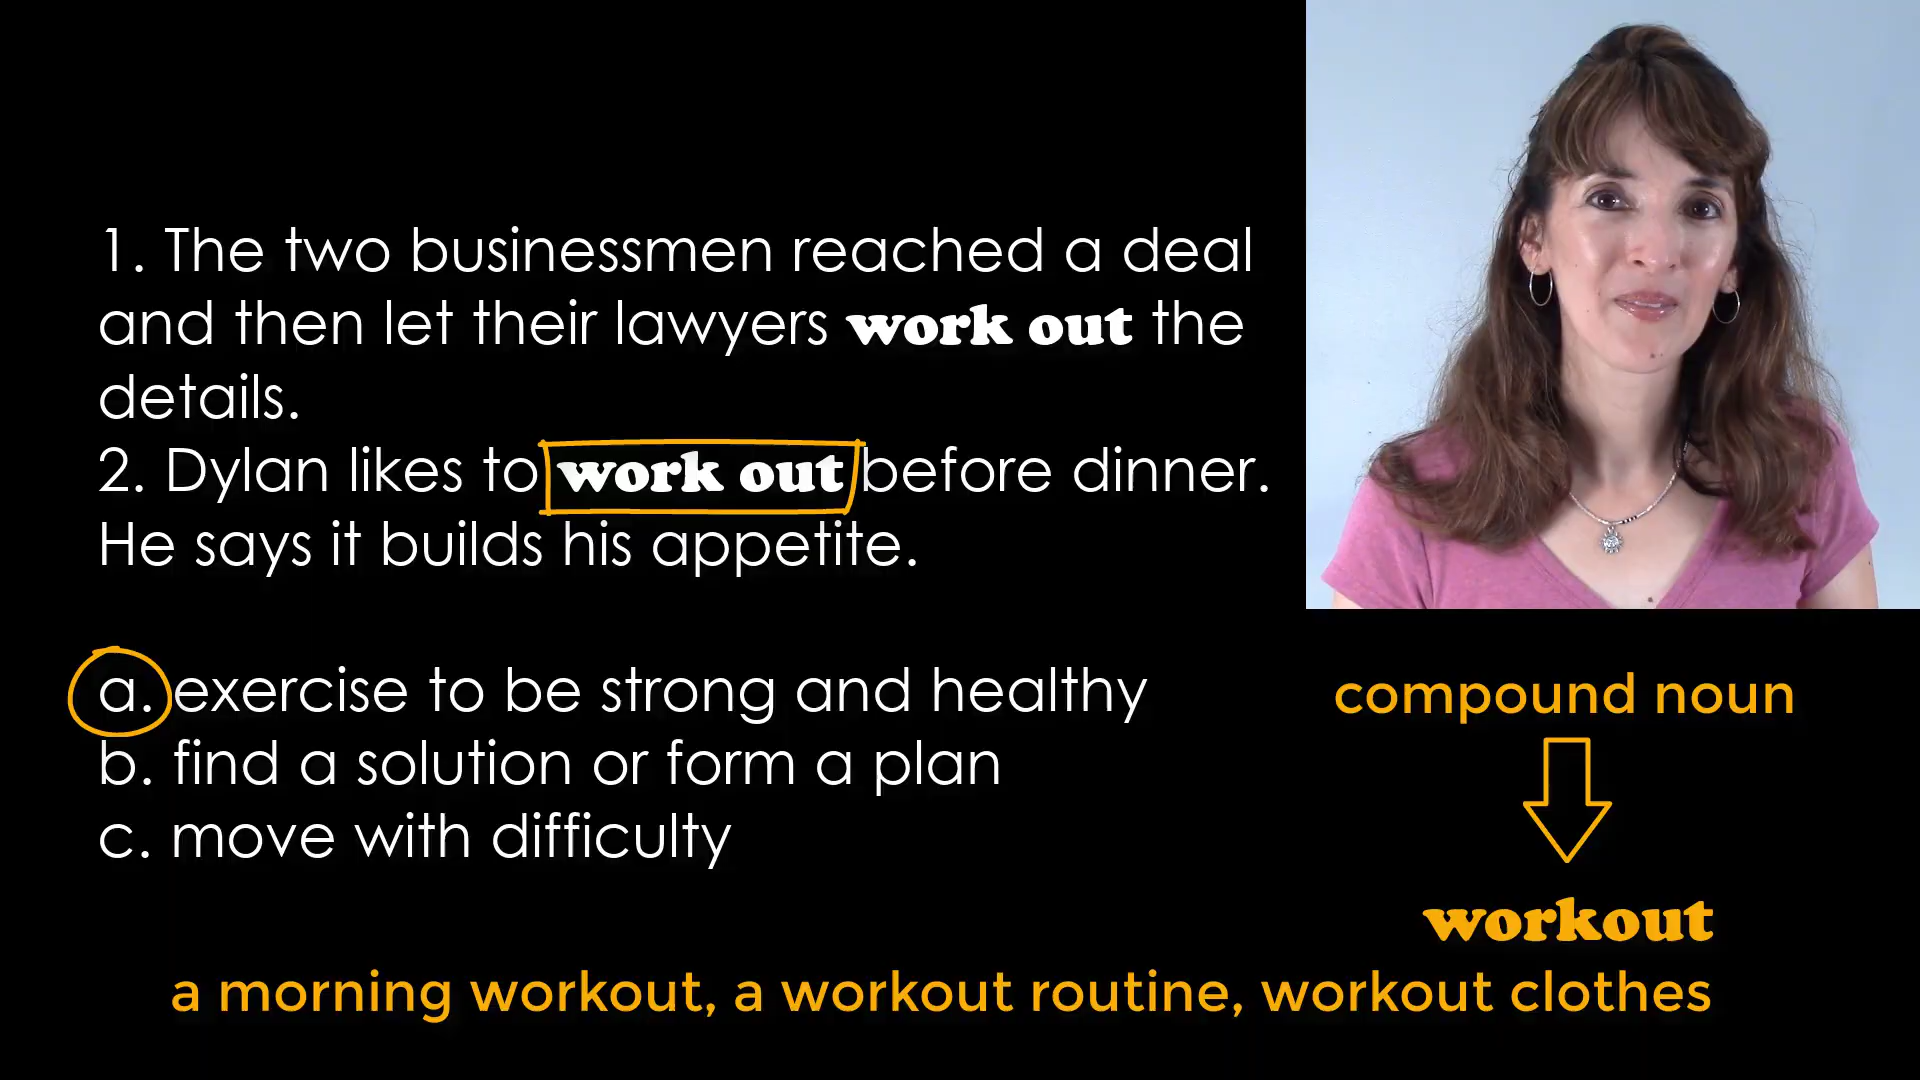 1. The two businessmen reached a deal
and then let their lawyers work out the
details.
2. Dylan likes to work out before dinner.
He says it builds his appetite.
a. exercise to be strong and healthy
b. find a solution or form a plan
c. move with difficulty
compound noun
workout
a morning workout, a workout routine, workout clothes